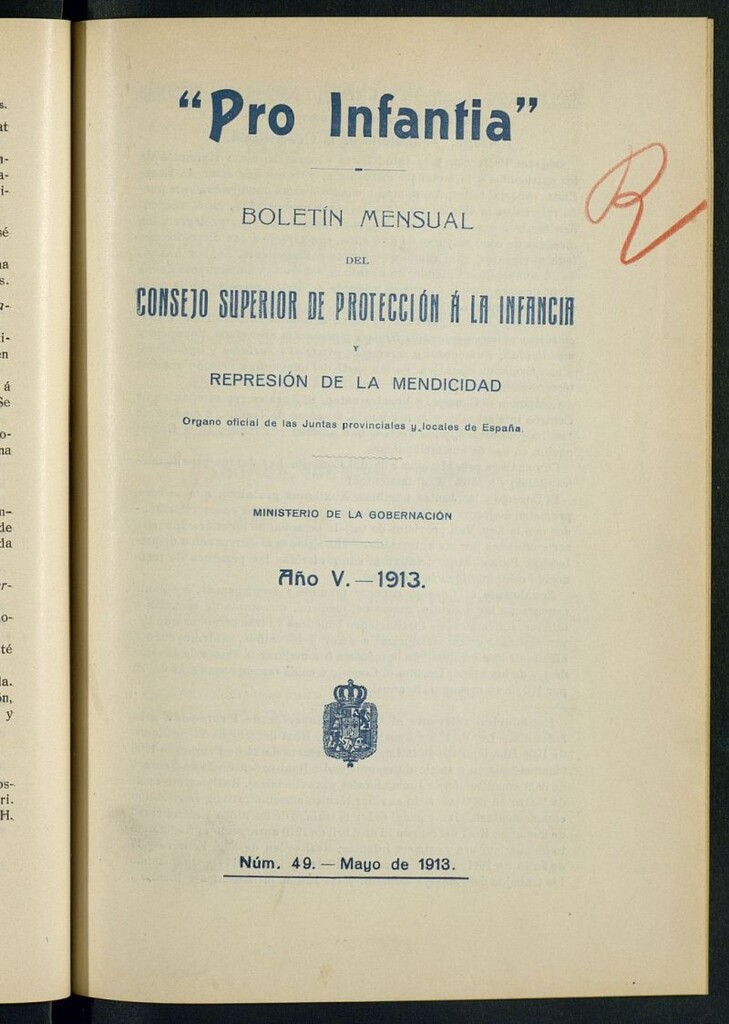 “Pro Infantia”
BOLETÍN MENSUAL
DEL
CONSEJO SUPERIOR DE PROTECCIÓN Á LA INFANCIA
Y
REPRESIÓN DE LA MENDICIDAD
Organo oficial de las Juntas provinciales y locales de España.
MINISTERIO DE LA GOBERNACIÓN
Año V.—1913.
Núm. 49. — Mayo de 1913.
R